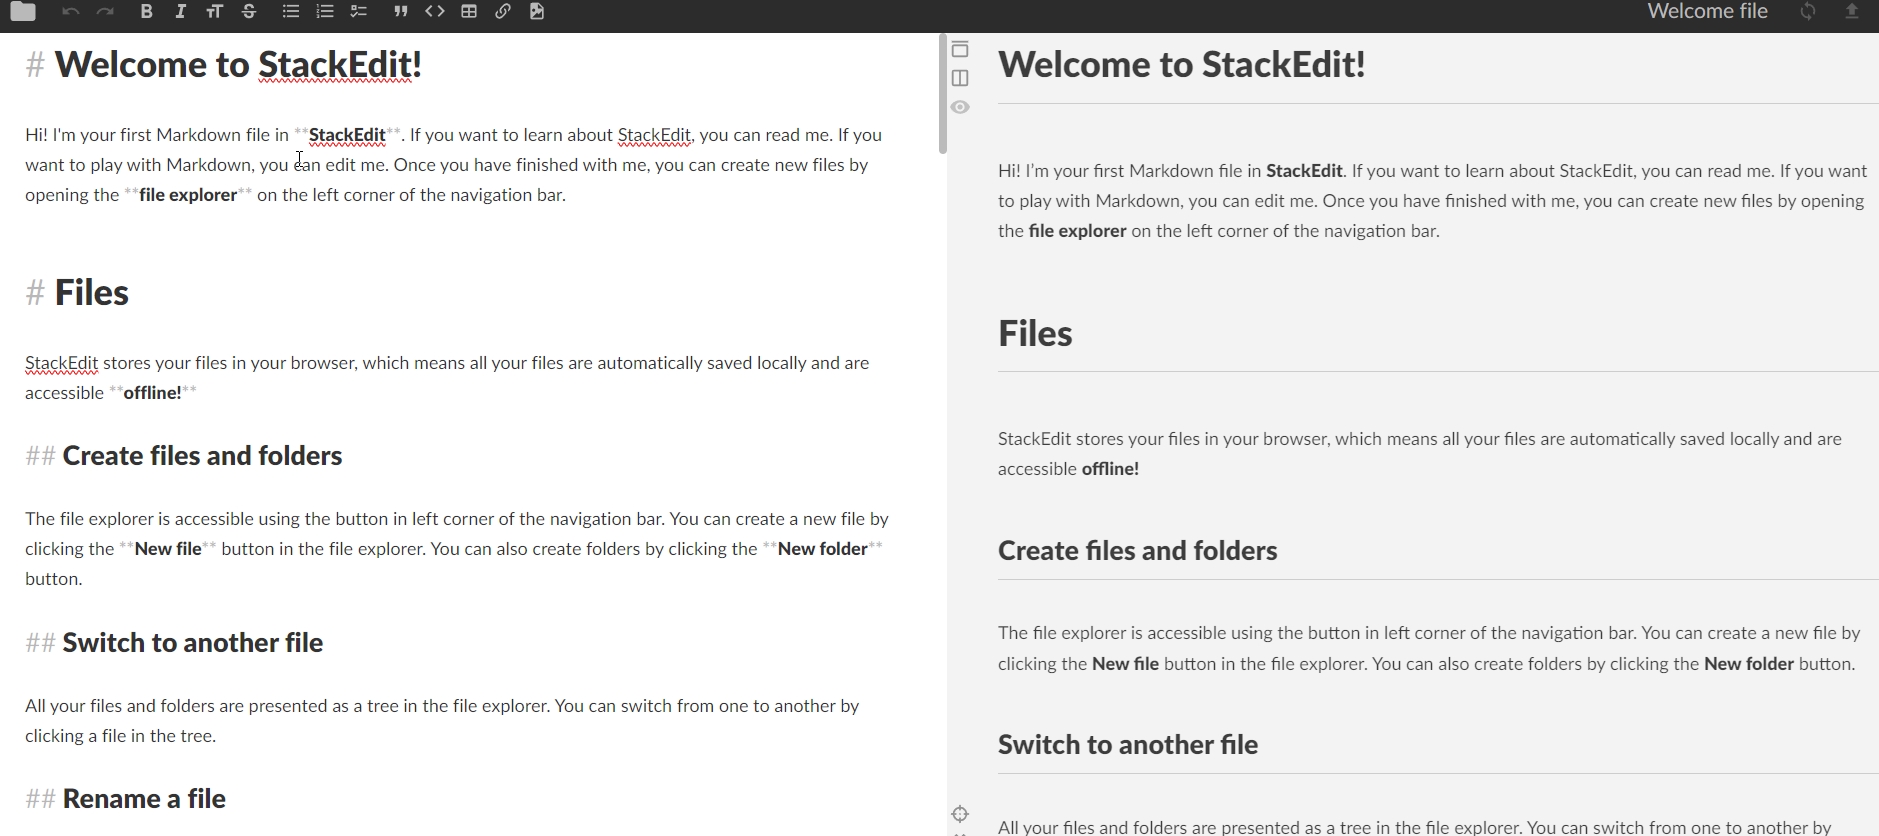 Welcome file
# Welcome to StackEdit!
Hi! I'm your first Markdown file in **StackEdit**. If you want to learn about StackEdit, you can read me. If you
want to play with Markdown, you can edit me. Once you have finished with me, you can create new files by
opening the **file explorer** on the left corner of the navigation bar.
# Files
StackEdit stores your files in your browser, which means all your files are automatically saved locally and are
accessible **offline!**
## Create files and folders
The file explorer is accessible using the button in left corner of the navigation bar. You can create a new file by
clicking the **New file** button in the file explorer. You can also create folders by clicking the **New folder**
button.
## Switch to another file
All your files and folders are presented as a tree in the file explorer. You can switch from one to another by
clicking a file in the tree.
## Rename a file
Welcome to StackEdit!
Hi! I’m your first Markdown file in StackEdit. If you want to learn about StackEdit, you can read me. If you want
to play with Markdown, you can edit me. Once you have finished with me, you can create new files by opening
the file explorer on the left corner of the navigation bar.
Files
StackEdit stores your files in your browser, which means all your files are automatically saved locally and are
accessible offline!
Create files and folders
The file explorer is accessible using the button in left corner of the navigation bar. You can create a new file by
clicking the New file button in the file explorer. You can also create folders by clicking the New folder button.
Switch to another file
All your files and folders are presented as a tree in the file explorer. You can switch from one to another by